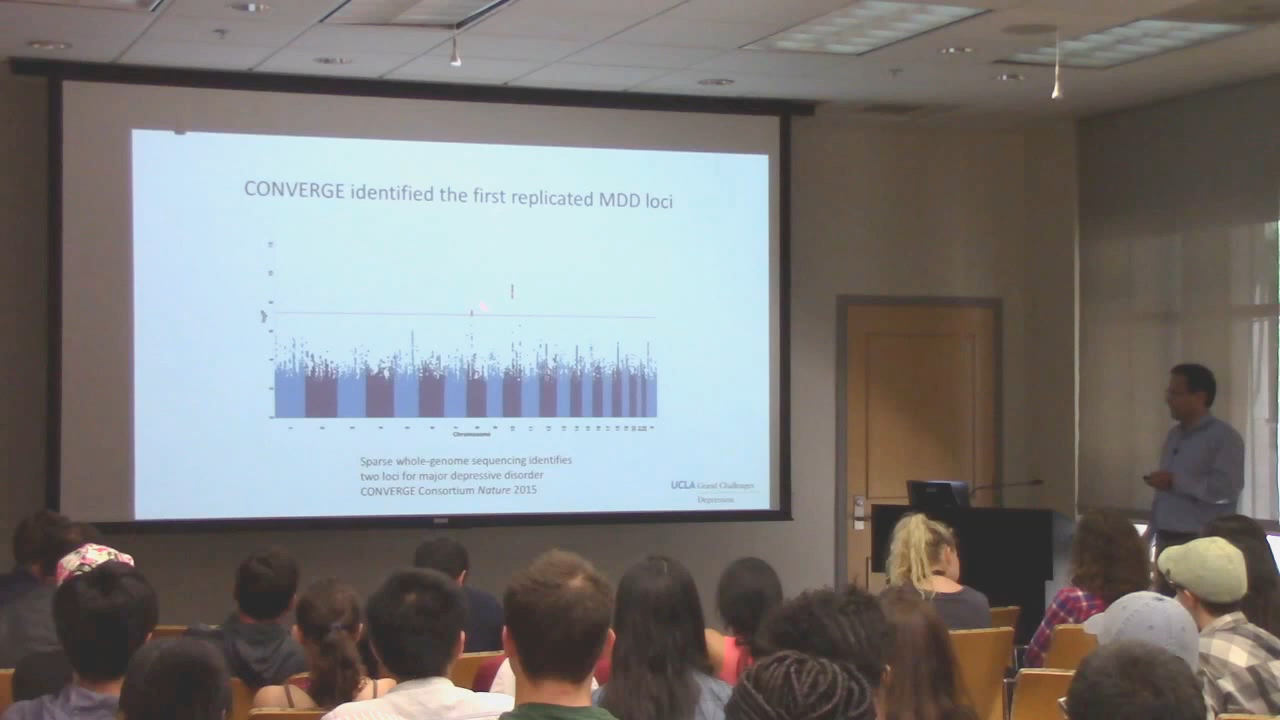 CONVERGE identified the first replicated MDD loci
Chromosome
Sparse whole-genome sequencing identifies
two loci for major depressive disorder
CONVERGE Consortium Nature 2015
UCLA Grand Challenges
Depression